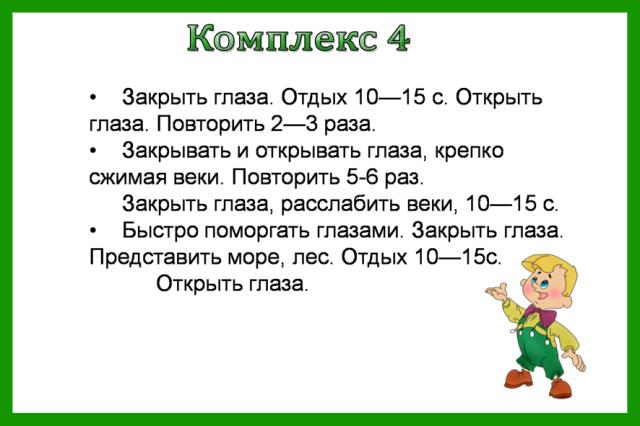 Комплекс 4
• Закрыть глаза. Отдых 10—15 с. Открыть
глаза. Повторить 2—3 раза.
• Закрывать и открывать глаза, крепко
сжимая веки. Повторить 5-6 раз.
Закрыть глаза, расслабить веки, 10—15 с.
• Быстро поморгать глазами. Закрыть глаза.
Представить море, лес. Отдых 10—15с.
Открыть глаза.